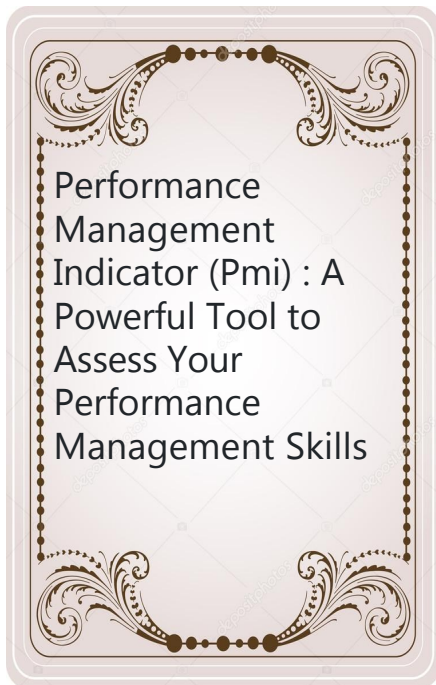 Performance
Management
Indicator (Pmi) : A
Powerful Tool to
Assess Your
Performance
Management Skills